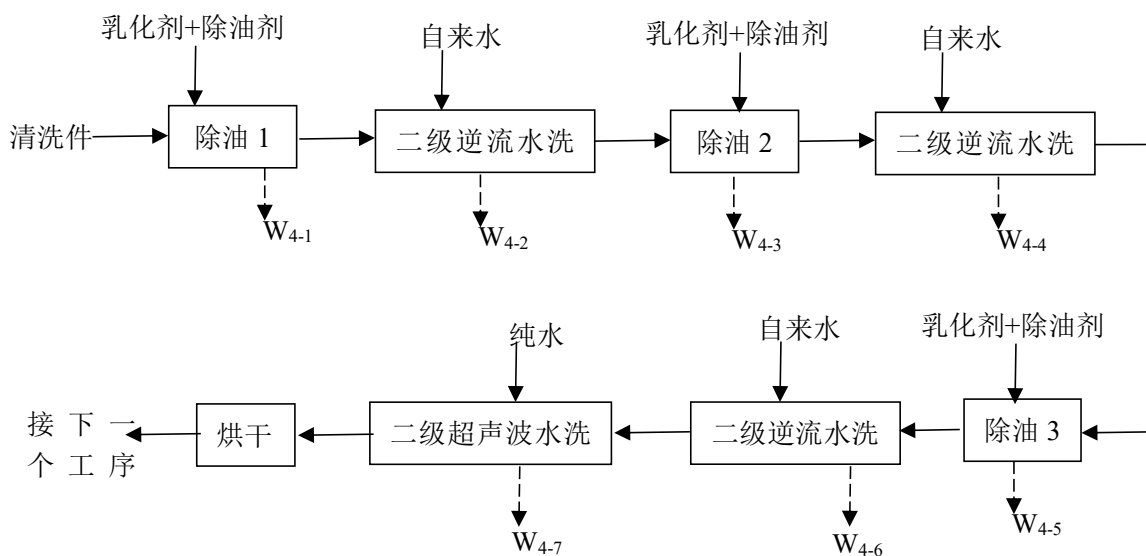 乳化剂+除油剂
自来水
乳化剂+除油剂
自来水
清洗件
除油 1
二级逆流水洗
除油 2
二级逆流水洗
W4-1
W4-2
W4-3
W4-4
纯水
自来水
乳化剂+除油剂
接下一
个工序
烘干
二级超声波水洗
二级逆流水洗
除油 3
W4-7
W4-6
W4-5